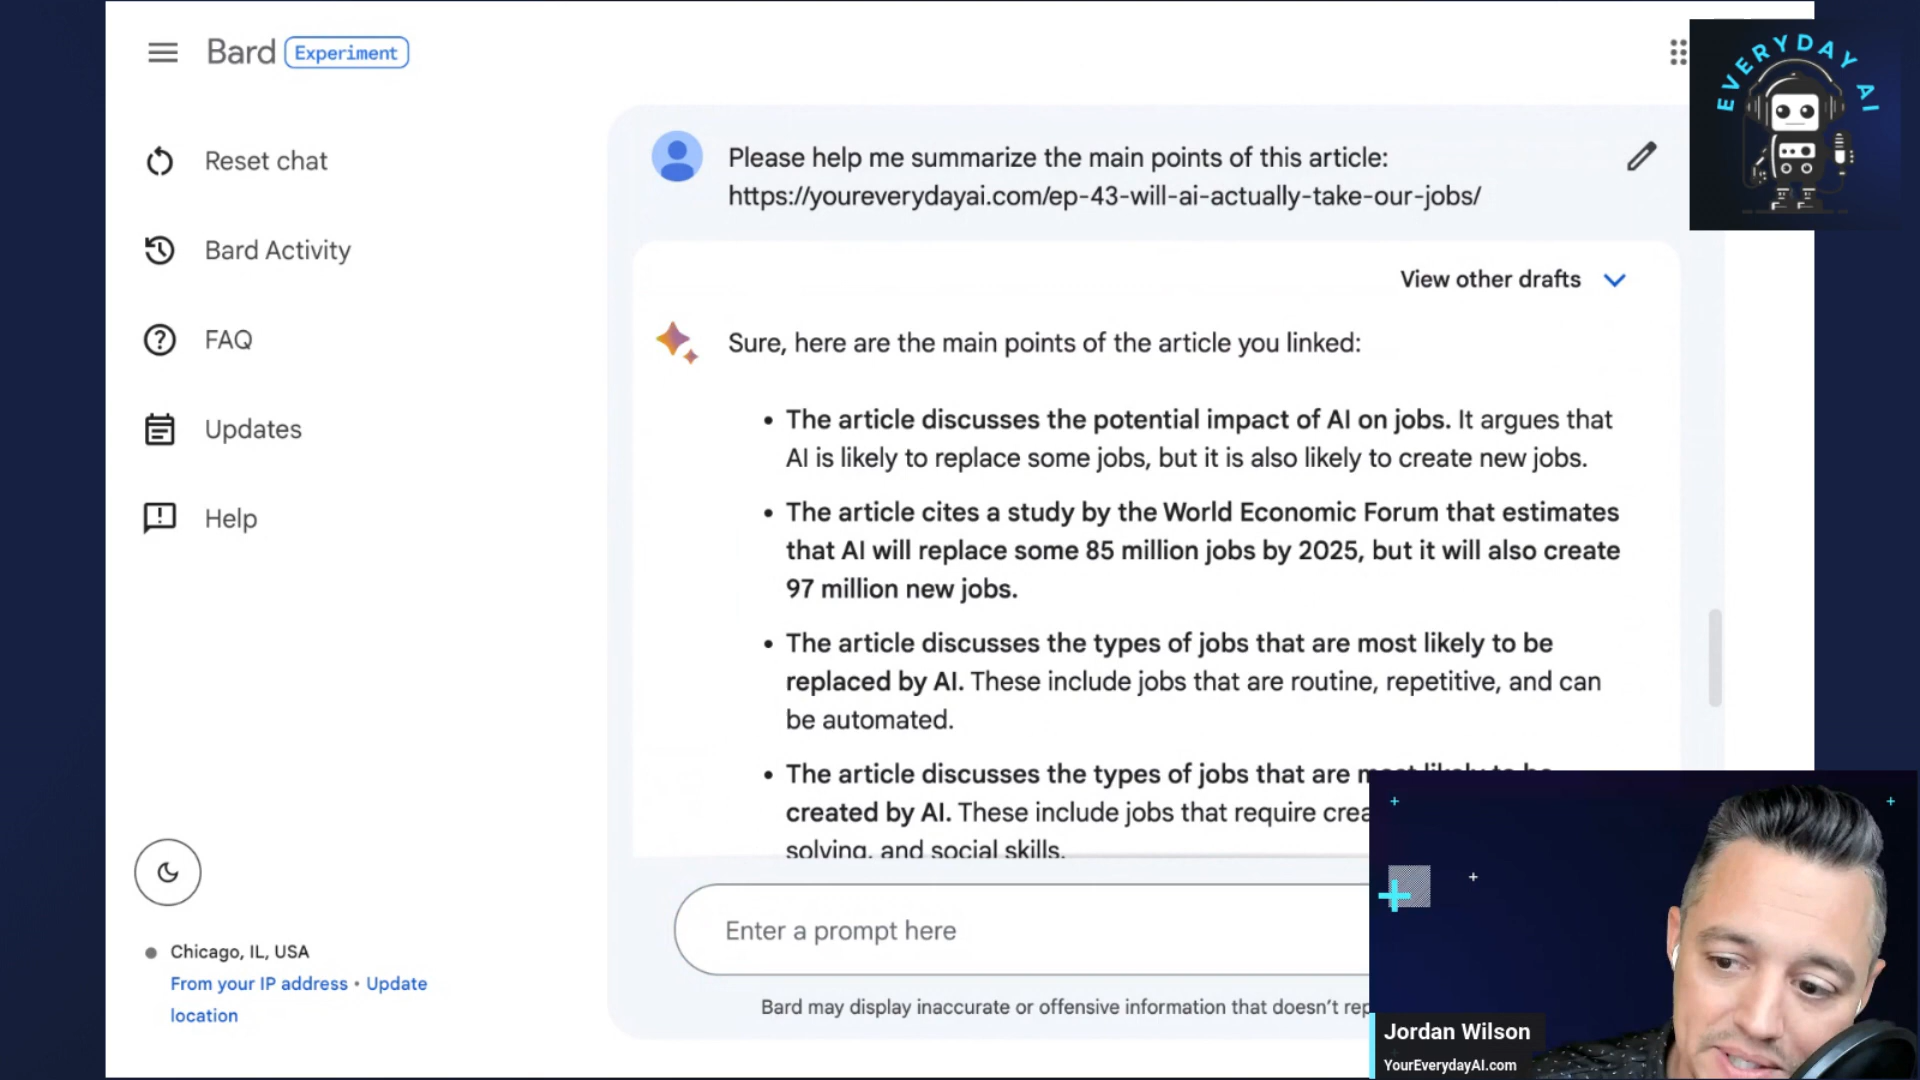 Bard Experiment
EVERYDAY AI
Reset chat
Bard Activity
FAQ
Updates
Help
Please help me summarize the main points of this article:
https://youreverydayai.com/ep-43-will-ai-actually-take-our-jobs/
View other drafts
Sure, here are the main points of the article you linked:
• The article discusses the potential impact of AI on jobs. It argues that
AI is likely to replace some jobs, but it is also likely to create new jobs.
• The article cites a study by the World Economic Forum that estimates
that AI will replace some 85 million jobs by 2025, but it will also create
97 million new jobs.
• The article discusses the types of jobs that are most likely to be
replaced by AI. These include jobs that are routine, repetitive, and can
be automated.
• The article discusses the types of jobs that are most likely to be
created by AI. These include jobs that require crea
solving, and social skills.
Enter a prompt here
Bard may display inaccurate or offensive information that doesn't rep
Chicago, IL, USA
From your IP address • Update
location
Jordan Wilson
YourEverydayAI.com